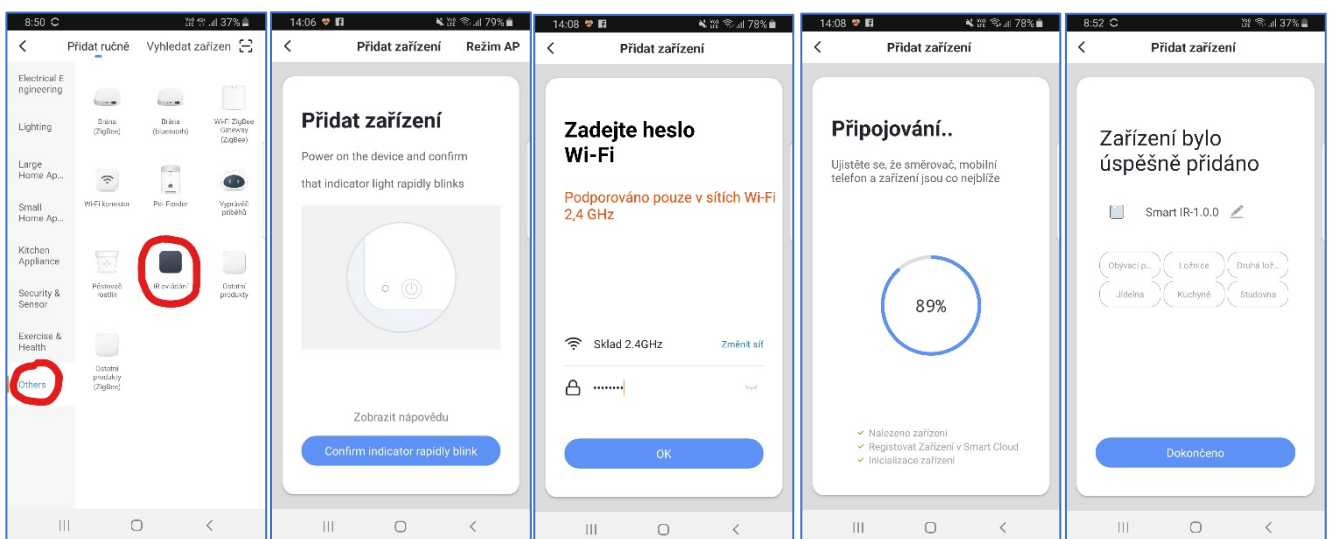 8:50
37%
Přidat ručně Vyhledat zařízen
Electrical E
ngineering
Lighting
Large
Home Ap...
Small
Home Ap...
Kitchen
Appliance
Security &
Sensor
Exercise &
Health
Others
Brána
(ZigBee)
Brána
(bluetooth)
Wi-Fi ZigBee
Gateway
(ZigBee)
Wi-Fi konektor
Pet Feeder
Vyprávěč
příběhů
Pěstovač
rostlin
IR ovládání
Ostatní
produkty
Ostatní
produkty
(ZigBee)
14:06
79%
Přidat zařízení Režim AP
Přidat zařízení
Power on the device and confirm
that indicator light rapidly blinks
Zobrazit nápovědu
Confirm indicator rapidly blink
14:08
78%
Přidat zařízení
Zadejte heslo
Wi-Fi
Podporováno pouze v sítích Wi-Fi
2,4 GHz
Sklad 2.4GHz Změnit síť
OK
14:08
78%
Přidat zařízení
Připojování..
Ujistěte se, že směrovač, mobilní
telefon a zařízení jsou co nejblíže
89%
Nalezeno zařízení
Registovat Zařízení v Smart Cloud
Inicializace zařízení
8:52
37%
Přidat zařízení
Zařízení bylo
úspěšně přidáno
Smart IR-1.0.0
Obývací p... Ložnice Druhá lož...
Jídelna Kuchyně Studovna
Dokončeno